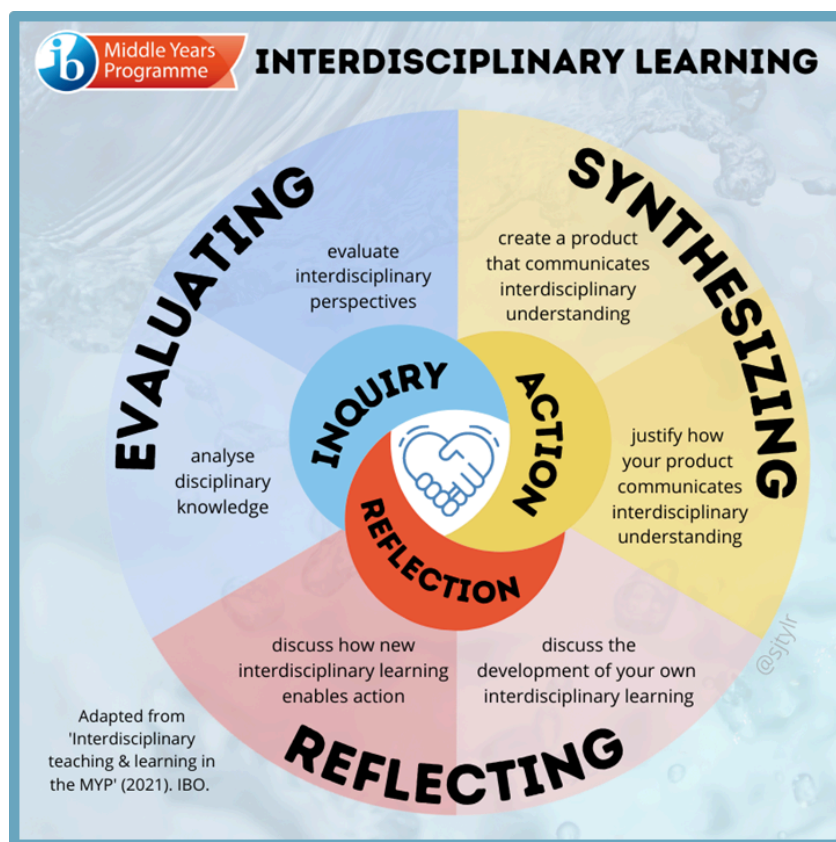 ib
Middle Years
Programme
INTERDISCIPLINARY LEARNING
EVALUATING
evaluate
interdisciplinary
perspectives
analyse
disciplinary
knowledge
SYNTHESIZING
create a product
that communicates
interdisciplinary
understanding
justify how
your product
communicates
interdisciplinary
understanding
INQUIRY
ACTION
REFLECTION
discuss how new
interdisciplinary learning
enables action
discuss the
development of your own
interdisciplinary learning
REFLECTING
@sjtylr
Adapted from
'Interdisciplinary
teaching & learning in
the MYP' (2021). IBO.